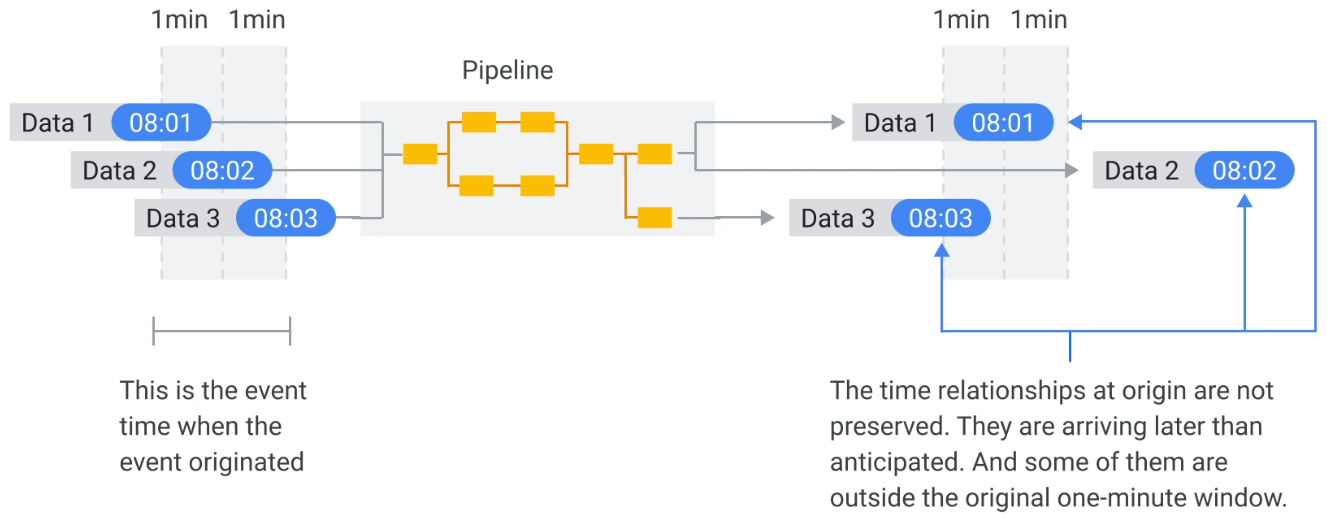 1min 1min
1min 1min
Pipeline
Data 1 08:01
Data 2 08:02
Data 3 08:03
Data 1 08:01
Data 2 08:02
Data 3 08:03
This is the event
time when the
event originated
The time relationships at origin are not
preserved. They are arriving later than
anticipated. And some of them are
outside the original one-minute window.